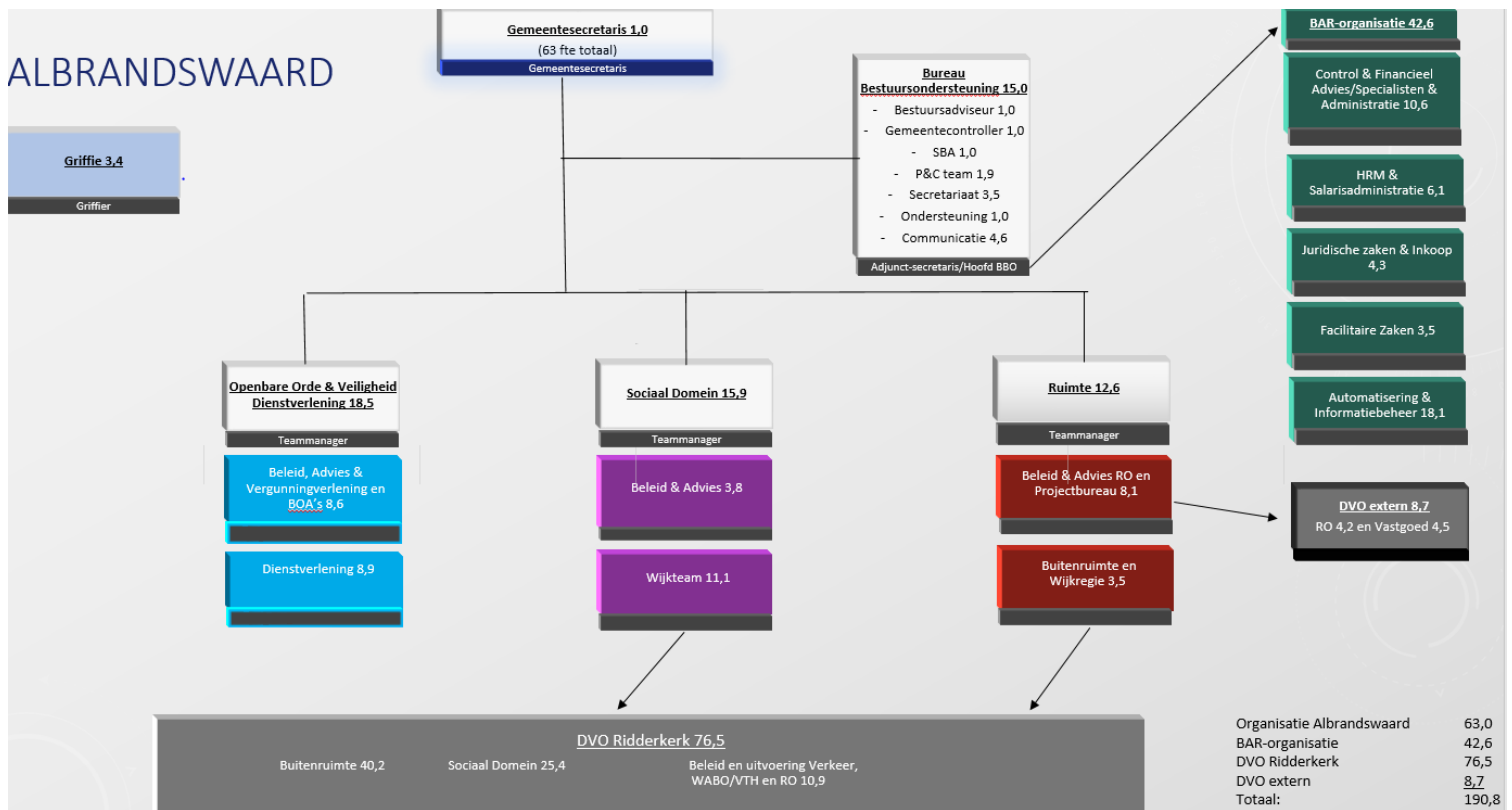 ALBRANDSWAARD
Griffie 3,4
Griffier
Gemeentesecretaris 1,0
(63 fte totaal)
Gemeentesecretaris
Bureau
Bestuursondersteuning 15,0
- Bestuursadviseur 1,0
- Gemeentecontroller 1,0
- SBA 1,0
- P&C team 1,9
- Secretariaat 3,5
- Ondersteuning 1,0
- Communicatie 4,6
Adjunct-secretaris/Hoofd BBO
BAR-organisatie 42,6
Control & Financieel
Advies/Specialisten &
Administratie 10,6
HRM &
Salarisadministratie 6,1
Juridische zaken & Inkoop
4,3
Facilitaire Zaken 3,5
Automatisering &
Informatiebeheer 18,1
Openbare Orde & Veiligheid
Dienstverlening 18,5
Teammanager
Beleid, Advies &
Vergunningverlening en
BOA's 8,6
Dienstverlening 8,9
Sociaal Domein 15,9
Teammanager
Beleid & Advies 3,8
Wijkteam 11,1
Ruimte 12,6
Teammanager
Beleid & Advies RO en
Projectbureau 8,1
Buitenruimte en
Wijkregie 3,5
DVO extern 8,7
RO 4,2 en Vastgoed 4,5
DVO Ridderkerk 76,5
Buitenruimte 40,2
Sociaal Domein 25,4
Beleid en uitvoering Verkeer,
WABO/VTH en RO 10,9
Organisatie Albrandswaard 63,0
BAR-organisatie 42,6
DVO Ridderkerk 76,5
DVO extern 8,7
Totaal: 190,8